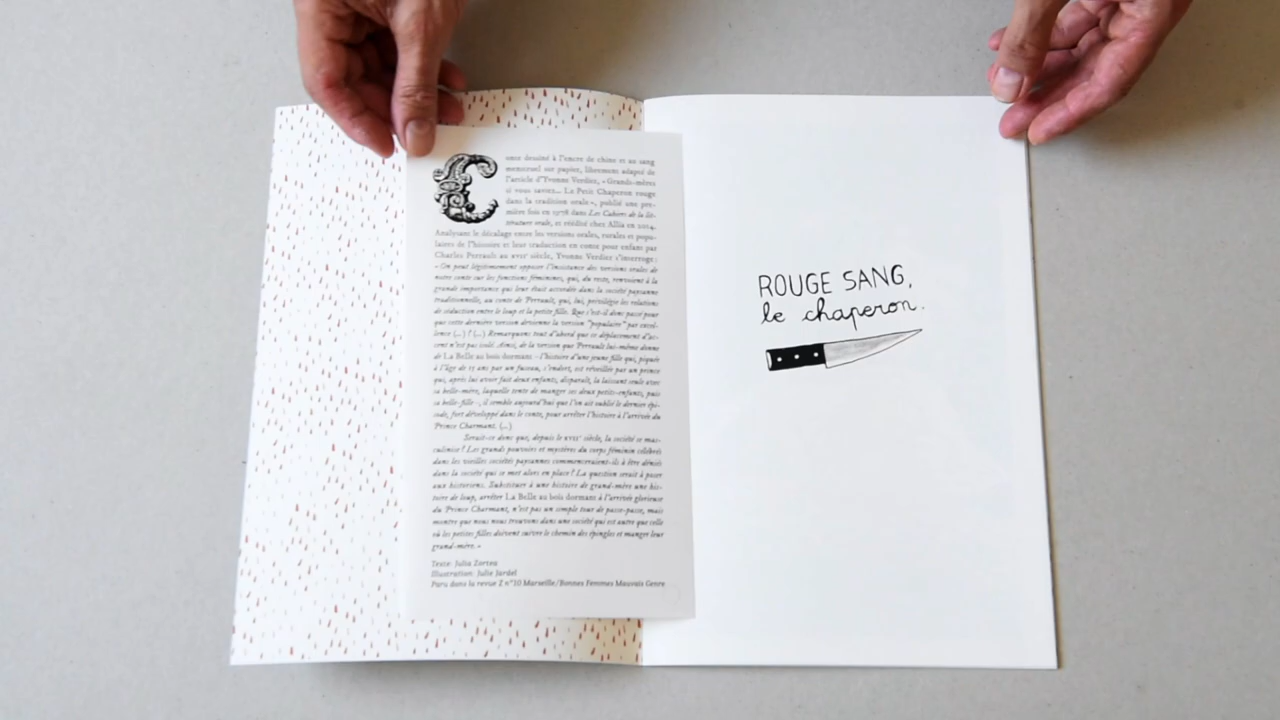 Conte dessiné à l'encre de chine et au sang
menstruel sur papier, librement adapté de
l'article d'Yvonne Verdier, « Grands-mères
si vous saviez... Le Petit Chaperon rouge
dans la tradition orale », publié une pre-
mière fois en 1978 dans Les Cahiers de la lit-
térature orale, et réédité chez Allia en 2014.
Analysant le décalage entre les versions orales, rurales et popu-
laires de l'histoire et leur traduction en conte pour enfants par
Charles Perrault au XVIIe siècle, Yvonne Verdier s'interroge :
« On peut légitimement opposer l'insistance des versions orales de
notre conte sur les fonctions féminines, qui, du reste, renvoient à la
grande importance qui leur était accordée dans la société paysanne
traditionnelle, au conte de Perrault, qui, lui, privilégie les relations
de séduction entre le loup et la petite fille. Que s'est-il donc passé pour
que cette dernière version devienne la version "populaire" par excel-
lence (...) ? (...) Remarquons tout d'abord que ce déplacement d'ac-
cent n'est pas isolé. Ainsi, de la version que Perrault lui-même donne
de La Belle au bois dormant – l'histoire d'une jeune fille qui, piquée
à l'âge de 15 ans par un fuseau, s'endort, est réveillée par un prince
qui, après lui avoir fait deux enfants, disparaît, la laissant seule avec
sa belle-mère, laquelle tente de manger ses deux petits-enfants, puis
sa belle-fille –, il semble aujourd'hui que l'on ait oublié le dernier épi-
sode, fort développé dans le conte, pour arrêter l'histoire à l'arrivée du
Prince Charmant. (...)
Serait-ce donc que, depuis le XVIIe siècle, la société se mas-
culinise ? Les grands pouvoirs et mystères du corps féminin célébrés
dans les vieilles sociétés paysannes commenceraient-ils à être déniés
dans la société qui se met alors en place ? La question serait à poser
aux historiens. Substituer à une histoire de grand-mère une his-
toire de loup, arrêter La Belle au bois dormant à l'arrivée glorieuse
du Prince Charmant, n'est pas un simple tour de passe-passe, mais
montre que nous nous trouvons dans une société qui est autre que celle
où les petites filles doivent suivre le chemin des épingles et manger leur
grand-mère. »
Texte: Julia Zortea
Illustration: Julie Jardel
Paru dans la revue Z n°10 Marseille/Bonnes Femmes Mauvais Genre
ROUGE SANG,
le chaperon.